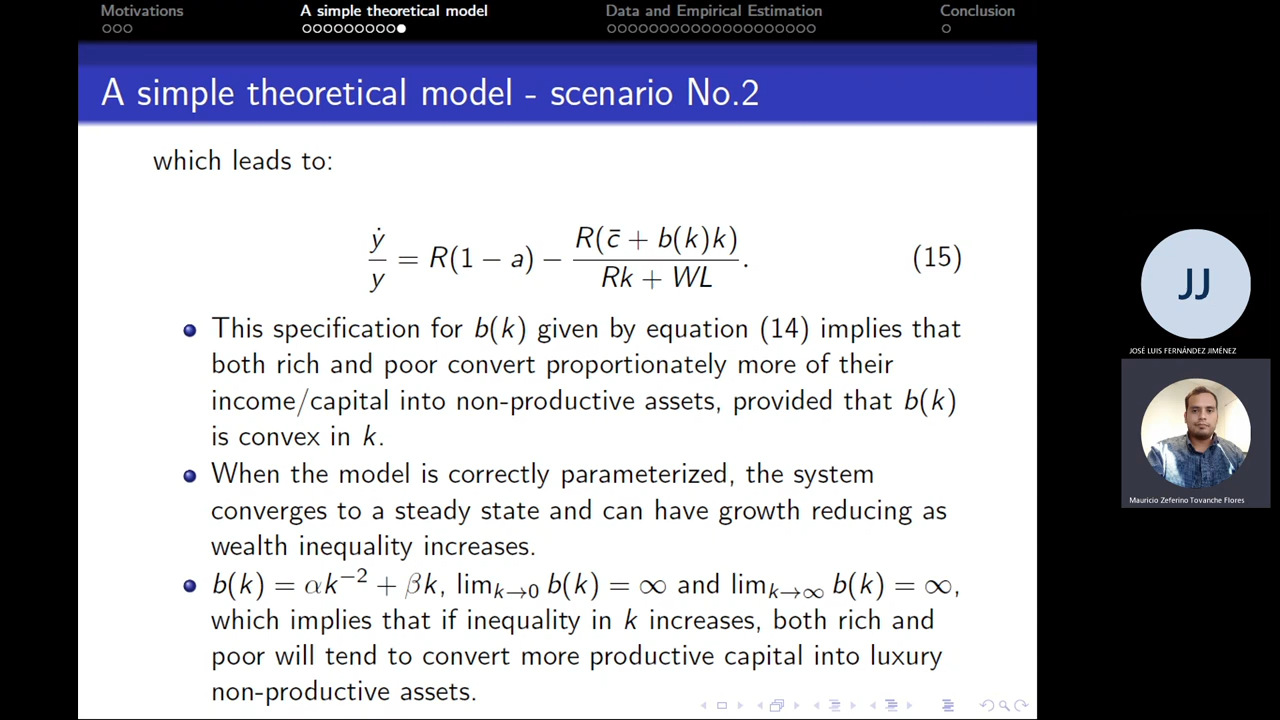 Motivations
A simple theoretical model
Data and Empirical Estimation
Conclusion
A simple theoretical model - scenario No.2
which leads to:
ẏ/y = R(1 − a) − R(c̄ + b(k)k)/(Rk + WL). (15)
This specification for b(k) given by equation (14) implies that
both rich and poor convert proportionately more of their
income/capital into non-productive assets, provided that b(k)
is convex in k.
When the model is correctly parameterized, the system
converges to a steady state and can have growth reducing as
wealth inequality increases.
b(k) = αk⁻² + βk, lim_{k→0} b(k) = ∞ and lim_{k→∞} b(k) = ∞,
which implies that if inequality in k increases, both rich and
poor will tend to convert more productive capital into luxury
non-productive assets.
JJ
JOSÉ LUIS FERNÁNDEZ JIMÉNEZ
Mauricio Zeferino Tovanche Flores